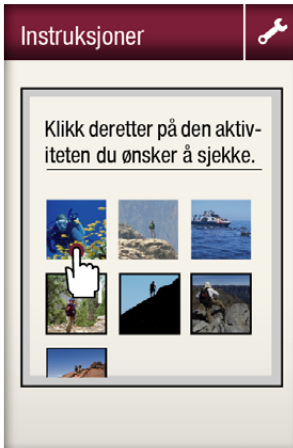 Instruksjoner
Klikk deretter på den aktiv-
iteten du ønsker å sjekke.